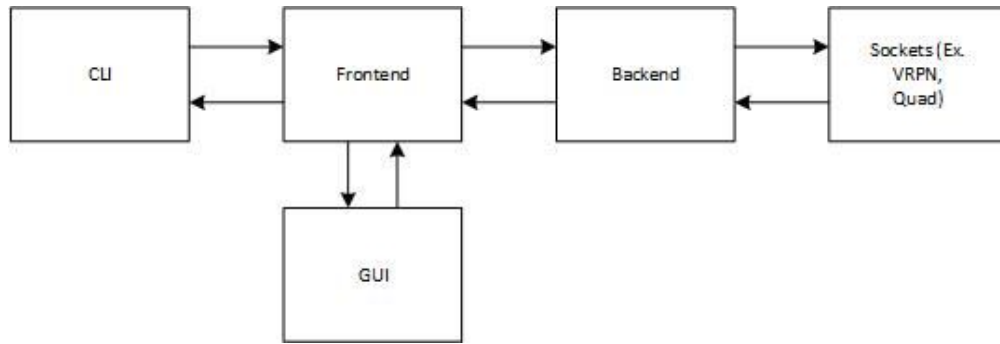 CLI
Frontend
Backend
Sockets (Ex.
VRPN,
Quad)
GUI